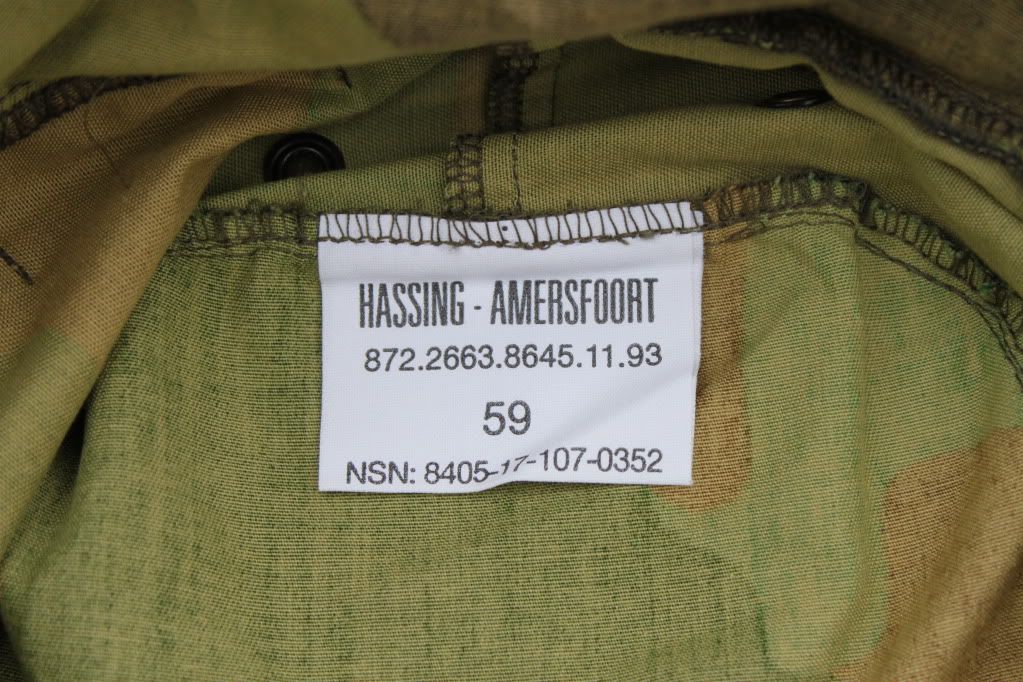 HASSING - AMERSFOORT
872.2663.8645.11.93
59
NSN: 8405-17-107-0352